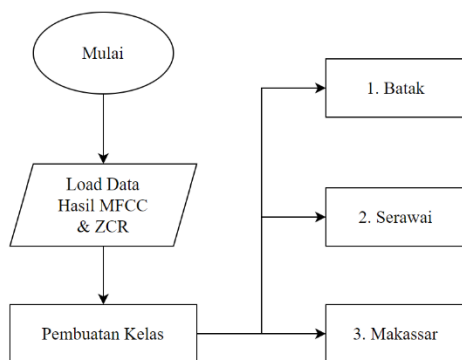 Mulai
Load Data
Hasil MFCC
& ZCR
Pembuatan Kelas
1. Batak
2. Serawai
3. Makassar